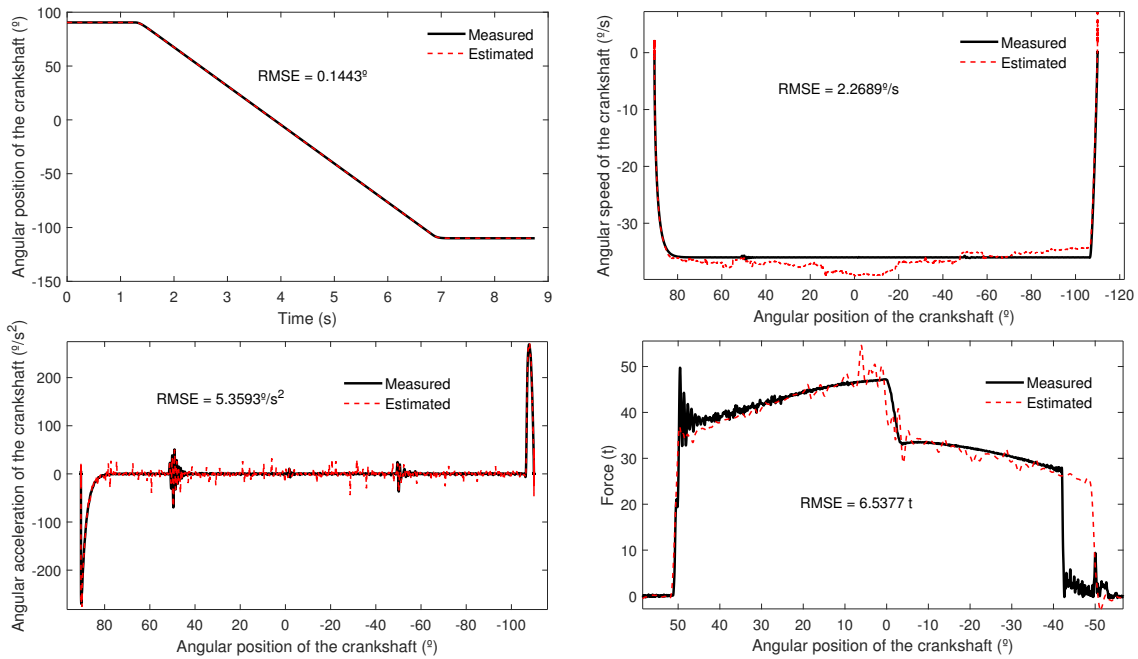 Angular position of the crankshaft (º)
100
50
0
-50
-100
-150
0 1 2 3 4 5 6 7 8 9
Time (s)
Measured
Estimated
RMSE = 0.1443º
Angular speed of the crankshaft (º/s)
0
-10
-20
-30
80 60 40 20 0 -20 -40 -60 -80 -100 -120
Angular position of the crankshaft (º)
Measured
Estimated
RMSE = 2.2689º/s
Angular acceleration of the crankshaft (º/s²)
200
100
0
-100
-200
80 60 40 20 0 -20 -40 -60 -80 -100
Angular position of the crankshaft (º)
Measured
Estimated
RMSE = 5.3593º/s²
Force (t)
50
40
30
20
10
0
50 40 30 20 10 0 -10 -20 -30 -40 -50
Angular position of the crankshaft (º)
Measured
Estimated
RMSE = 6.5377 t